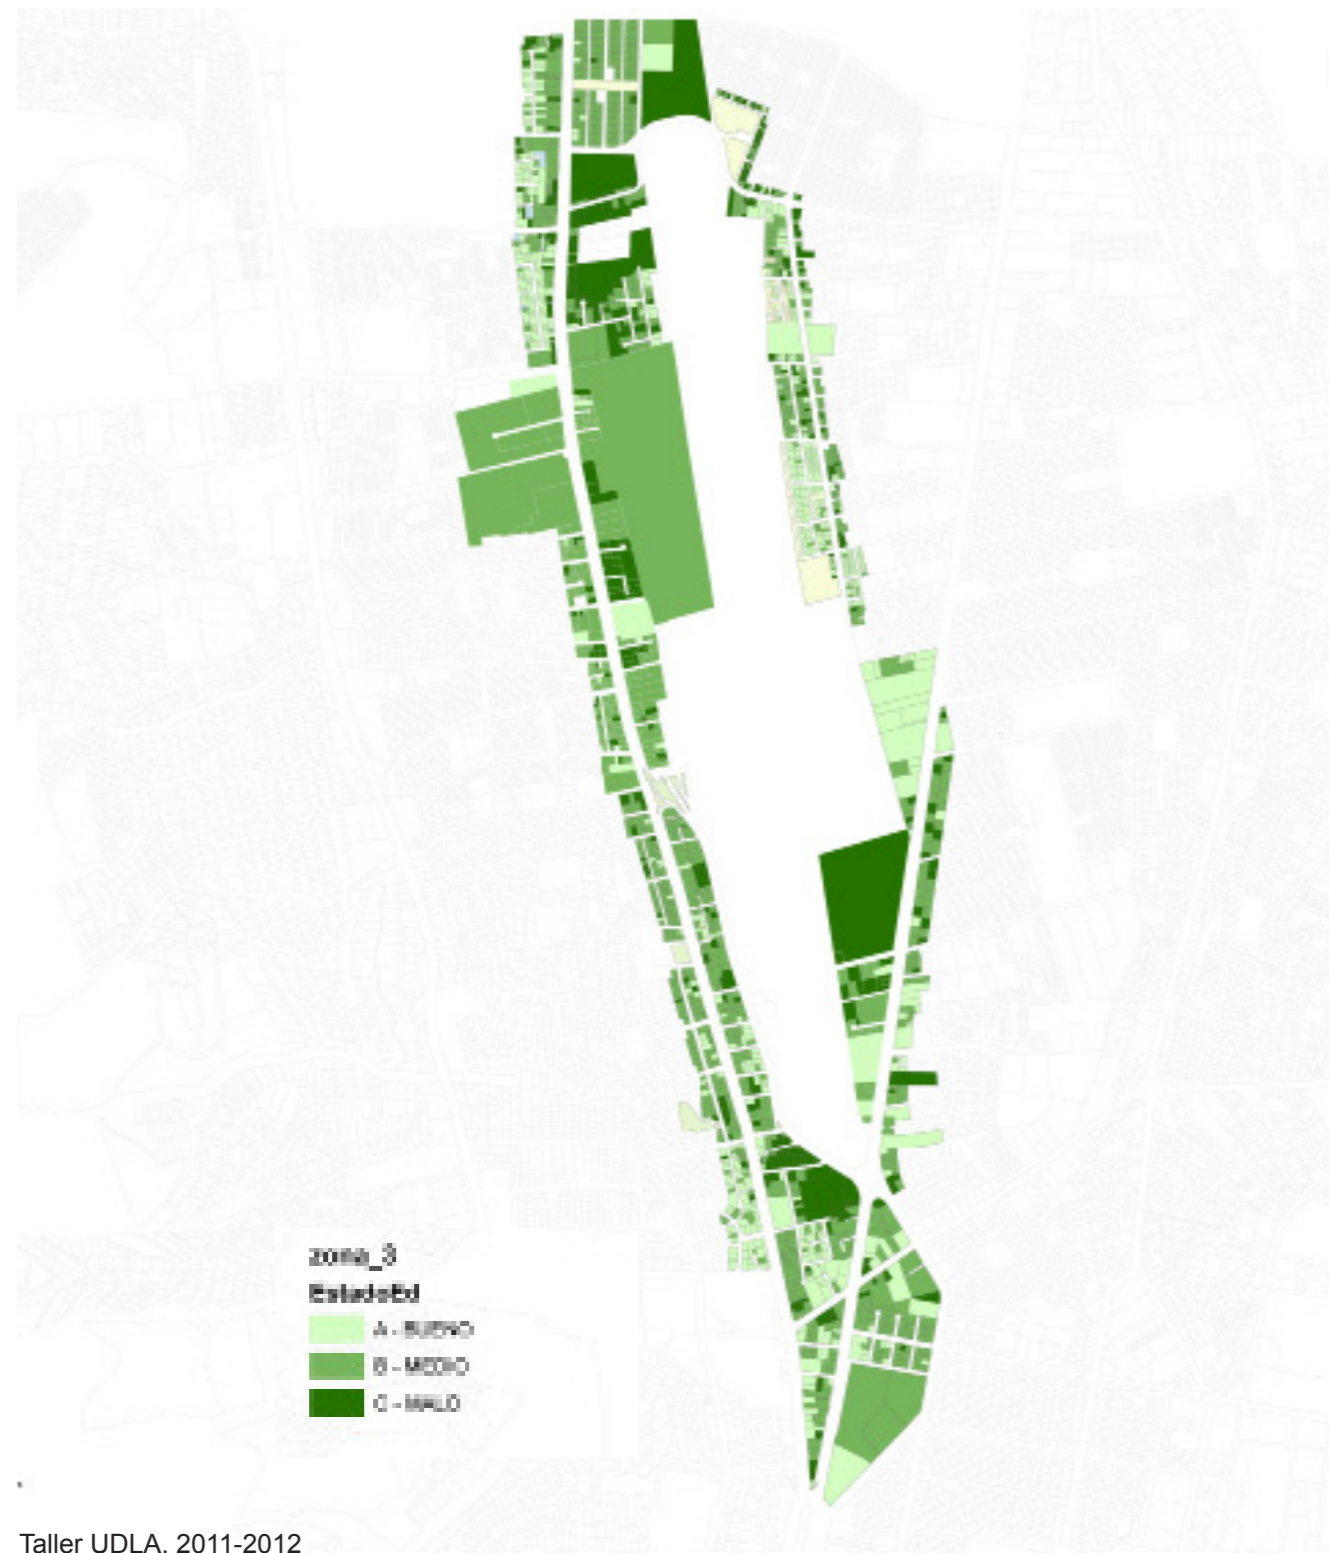 zona_3
EstadoEd
A - BUENO
B - MEDIO
C - MALO
Taller UDLA. 2011-2012